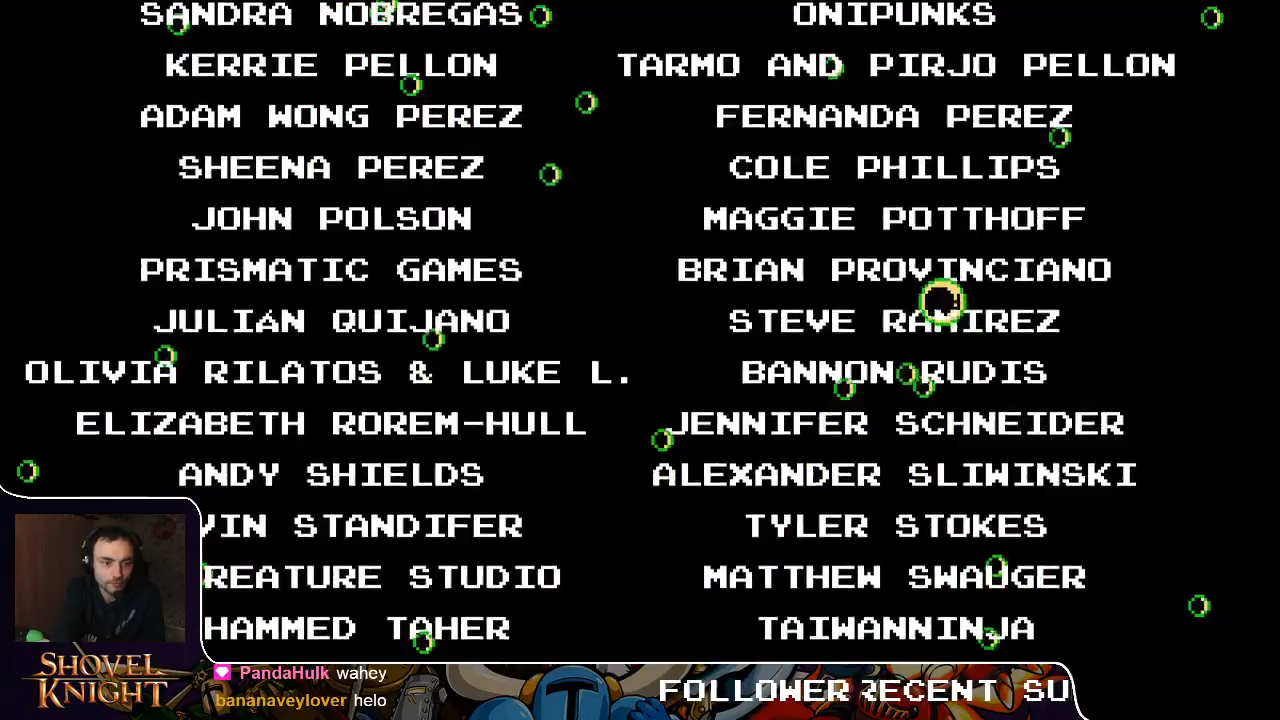 SANDRA NOBREGAS
ONIPUNKS
KERRIE PELLON
TARMO AND PIRJO PELLON
ADAM WONG PEREZ
FERNANDA PEREZ
SHEENA PEREZ
COLE PHILLIPS
JOHN POLSON
MAGGIE POTTHOFF
PRISMATIC GAMES
BRIAN PROVINCIANO
JULIÁN QUIJANO
STEVE RAMIREZ
OLIVIA RILATOS & LUKE L.
BANNON RUDIS
ELIZABETH ROREM-HULL
JENNIFER SCHNEIDER
ANDY SHIELDS
ALEXANDER SLIWINSKI
VIN STANDIFER
TYLER STOKES
REATURE STUDIO
MATTHEW SWAUGER
HAMMED TAHER
TAIWANNINJA
SHOVEL
KNIGHT
PandaHulk wahey
bananaveylover helo
FOLLOWER RECENT SU